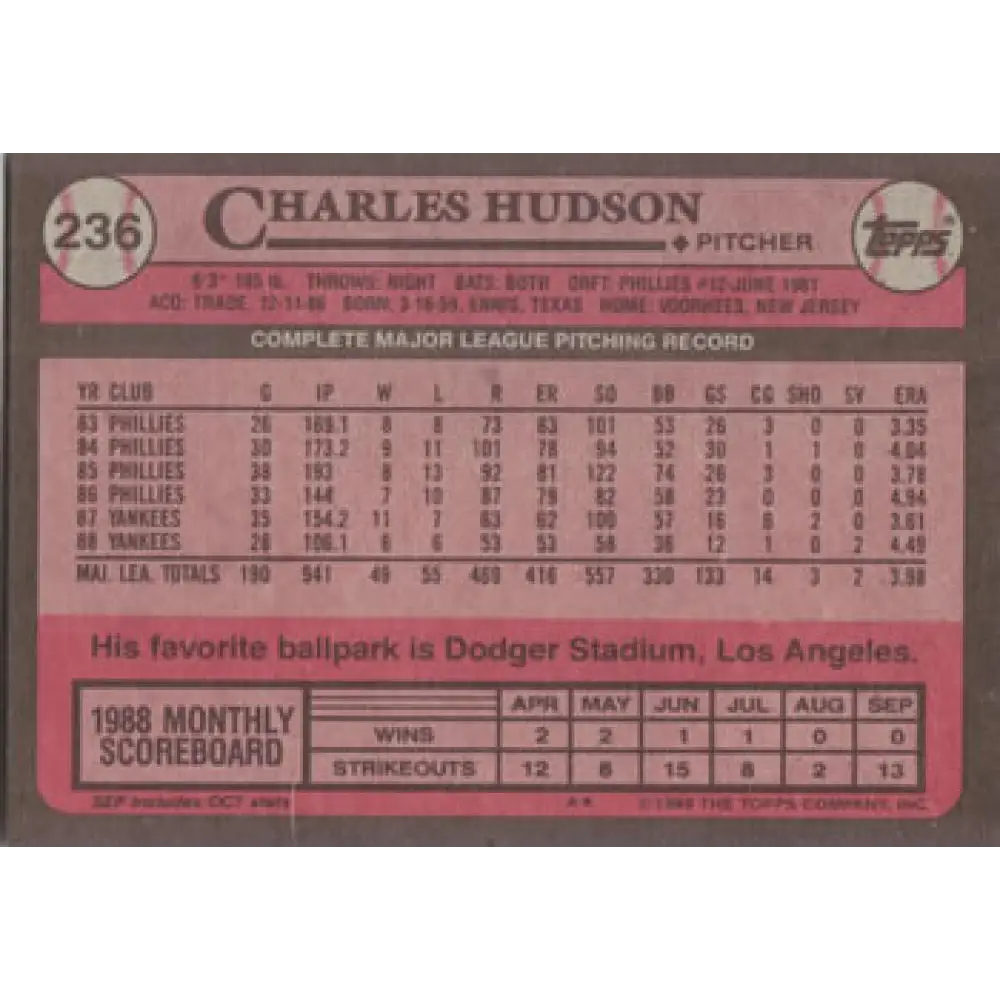 236
CHARLES HUDSON
TOPPS
PITCHER
6'3" 185 lb. THROWS: RIGHT BATS: BOTH DRFT: PHILLIES #12-JUNE 1981
ACQ: TRADE, 12-11-86 BORN: 3-16-59, ENNIS, TEXAS HOME: VOORHEES, NEW JERSEY
COMPLETE MAJOR LEAGUE PITCHING RECORD
YR CLUB G IP W L R ER SO BB GS CG SHO SV ERA
83 PHILLIES 26 169.1 8 8 73 63 101 53 26 3 0 0 3.35
84 PHILLIES 30 173.2 9 11 101 78 94 52 30 1 1 0 4.04
85 PHILLIES 38 193 8 13 92 81 122 74 26 3 0 0 3.78
86 PHILLIES 33 144 7 10 87 79 82 58 23 0 0 0 4.94
87 YANKEES 35 154.2 11 7 63 62 100 57 16 6 2 0 3.61
88 YANKEES 28 106.1 6 6 53 53 58 36 12 1 0 2 4.49
MAJ. LEA. TOTALS 190 941 49 55 469 416 557 330 133 14 3 2 3.98
His favorite ballpark is Dodger Stadium, Los Angeles.
1988 MONTHLY SCOREBOARD
APR MAY JUN JUL AUG SEP
WINS 2 2 1 1 0 0
STRIKEOUTS 12 8 15 8 2 13
SEP includes OCT stats A* ©1989 THE TOPPS COMPANY, INC.